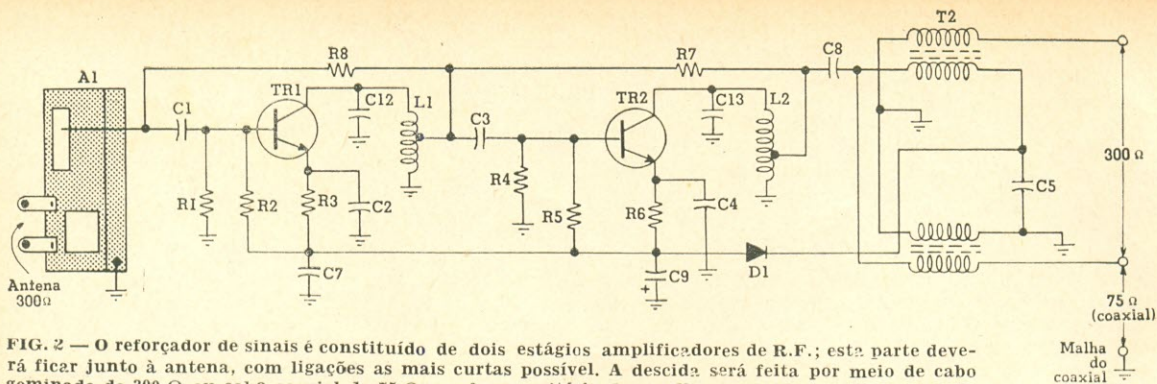 T2
R8
R7
C8
A1
TR1
C12
L1
TR2
C13
L2
C1
C3
300 Ω
R4
C5
R1
R2
R3
C2
R5
R6
C4
C7
C9
+
D1
Antena
300Ω
75 Ω
(coaxial)
Malha
do
coaxial
FIG. 2 — O reforçador de sinais é constituído de dois estágios amplificadores de R.F.; esta parte deve-
rá ficar junto à antena, com ligações as mais curtas possível. A descida será feita por meio de cabo